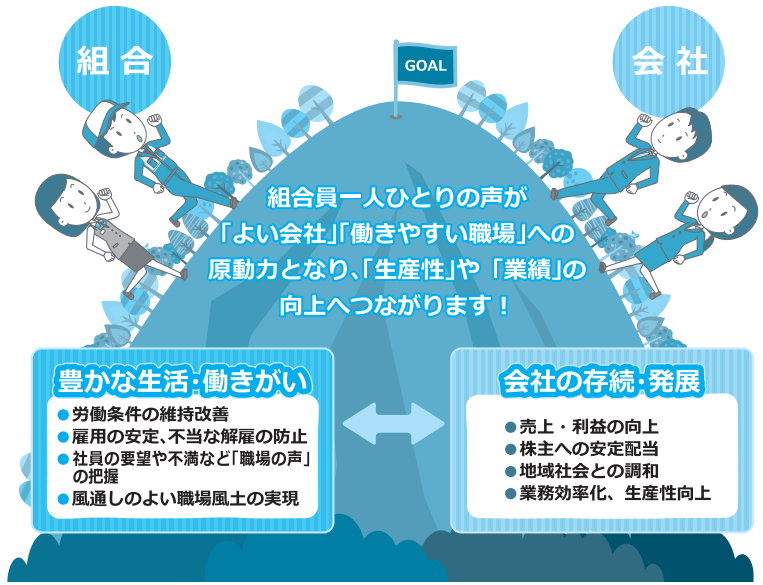 組合
会社
GOAL
組合員一人ひとりの声が
「よい会社」「働きやすい職場」への
原動力となり、「生産性」や「業績」の
向上へつながります！
豊かな生活・働きがい
●労働条件の維持改善
●雇用の安定、不当な解雇の防止
●社員の要望や不満など「職場の声」
の把握
●風通しのよい職場風土の実現
会社の存続・発展
●売上・利益の向上
●株主への安定配当
●地域社会との調和
●業務効率化、生産性向上